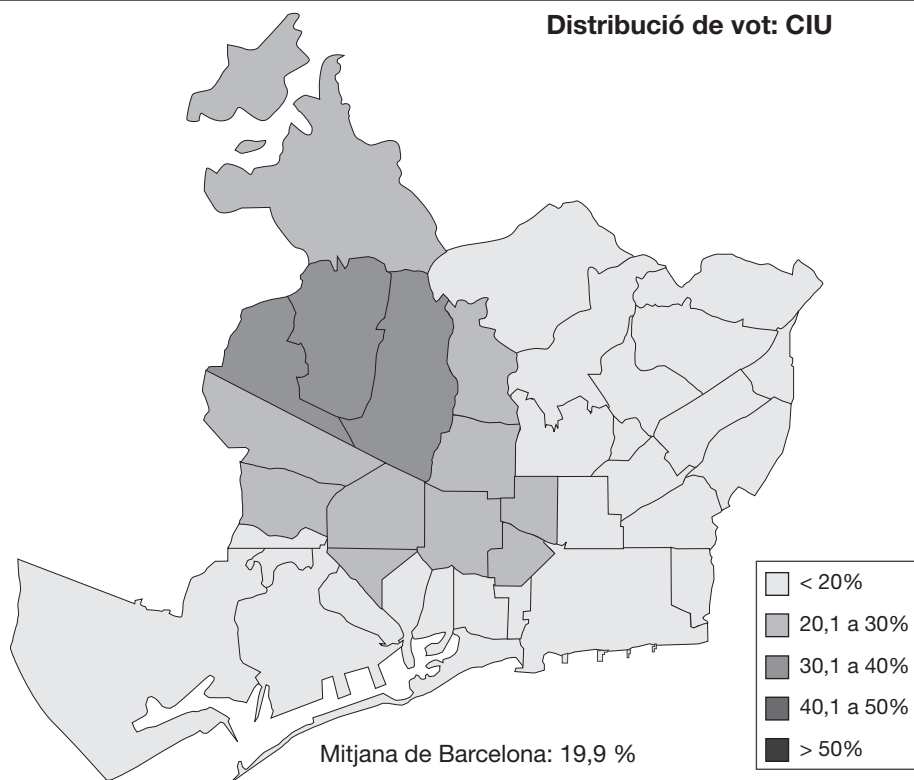 Distribució de vot: CIU
< 20%
20,1 a 30%
30,1 a 40%
40,1 a 50%
> 50%
Mitjana de Barcelona: 19,9 %